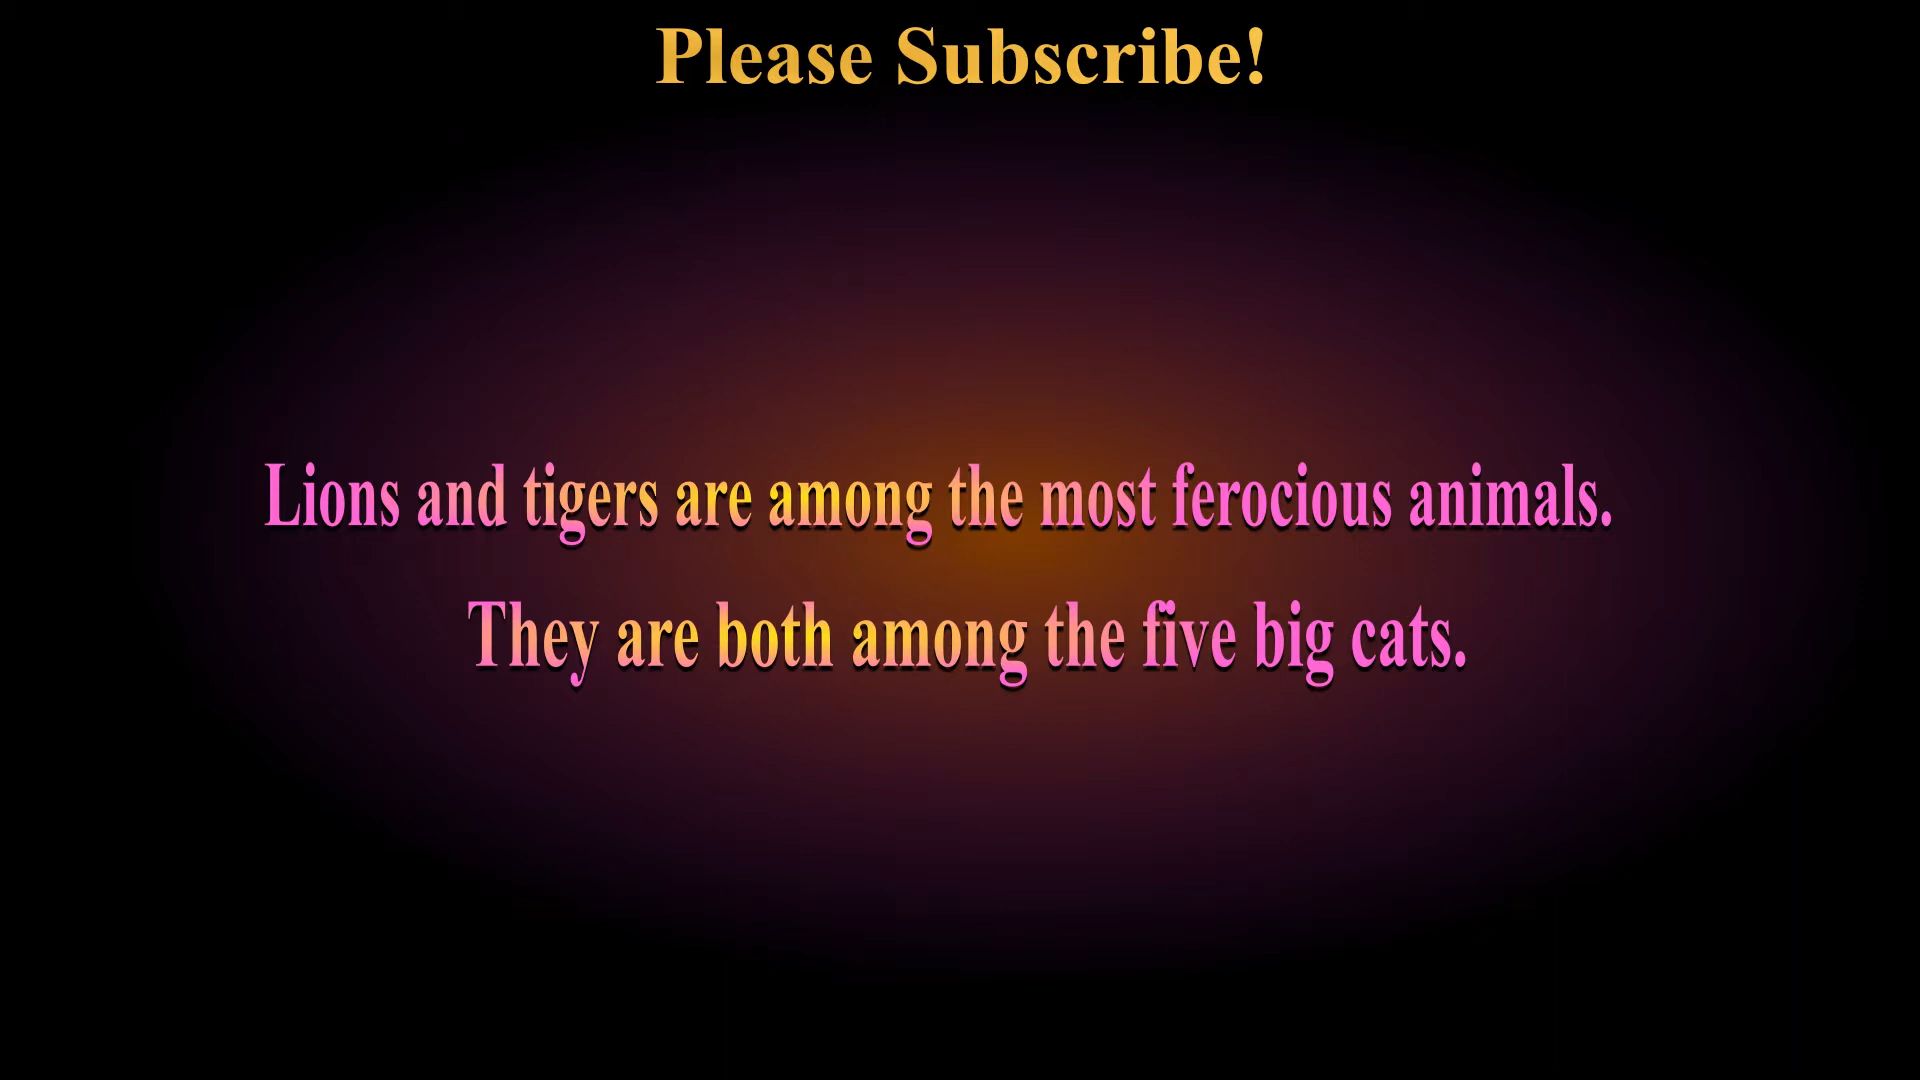 Please Subscribe!
Lions and tigers are among the most ferocious animals.
They are both among the five big cats.